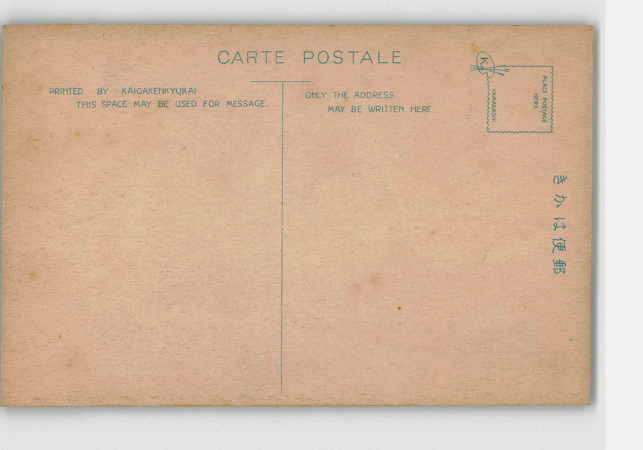 CARTE POSTALE
PRINTED BY KAIGAKENKYUKAI
THIS SPACE MAY BE USED FOR MESSAGE.
ONLY THE ADDRESS
MAY BE WRITTEN HERE
K
PLACE POSTAGE
HERE
きかは便郵